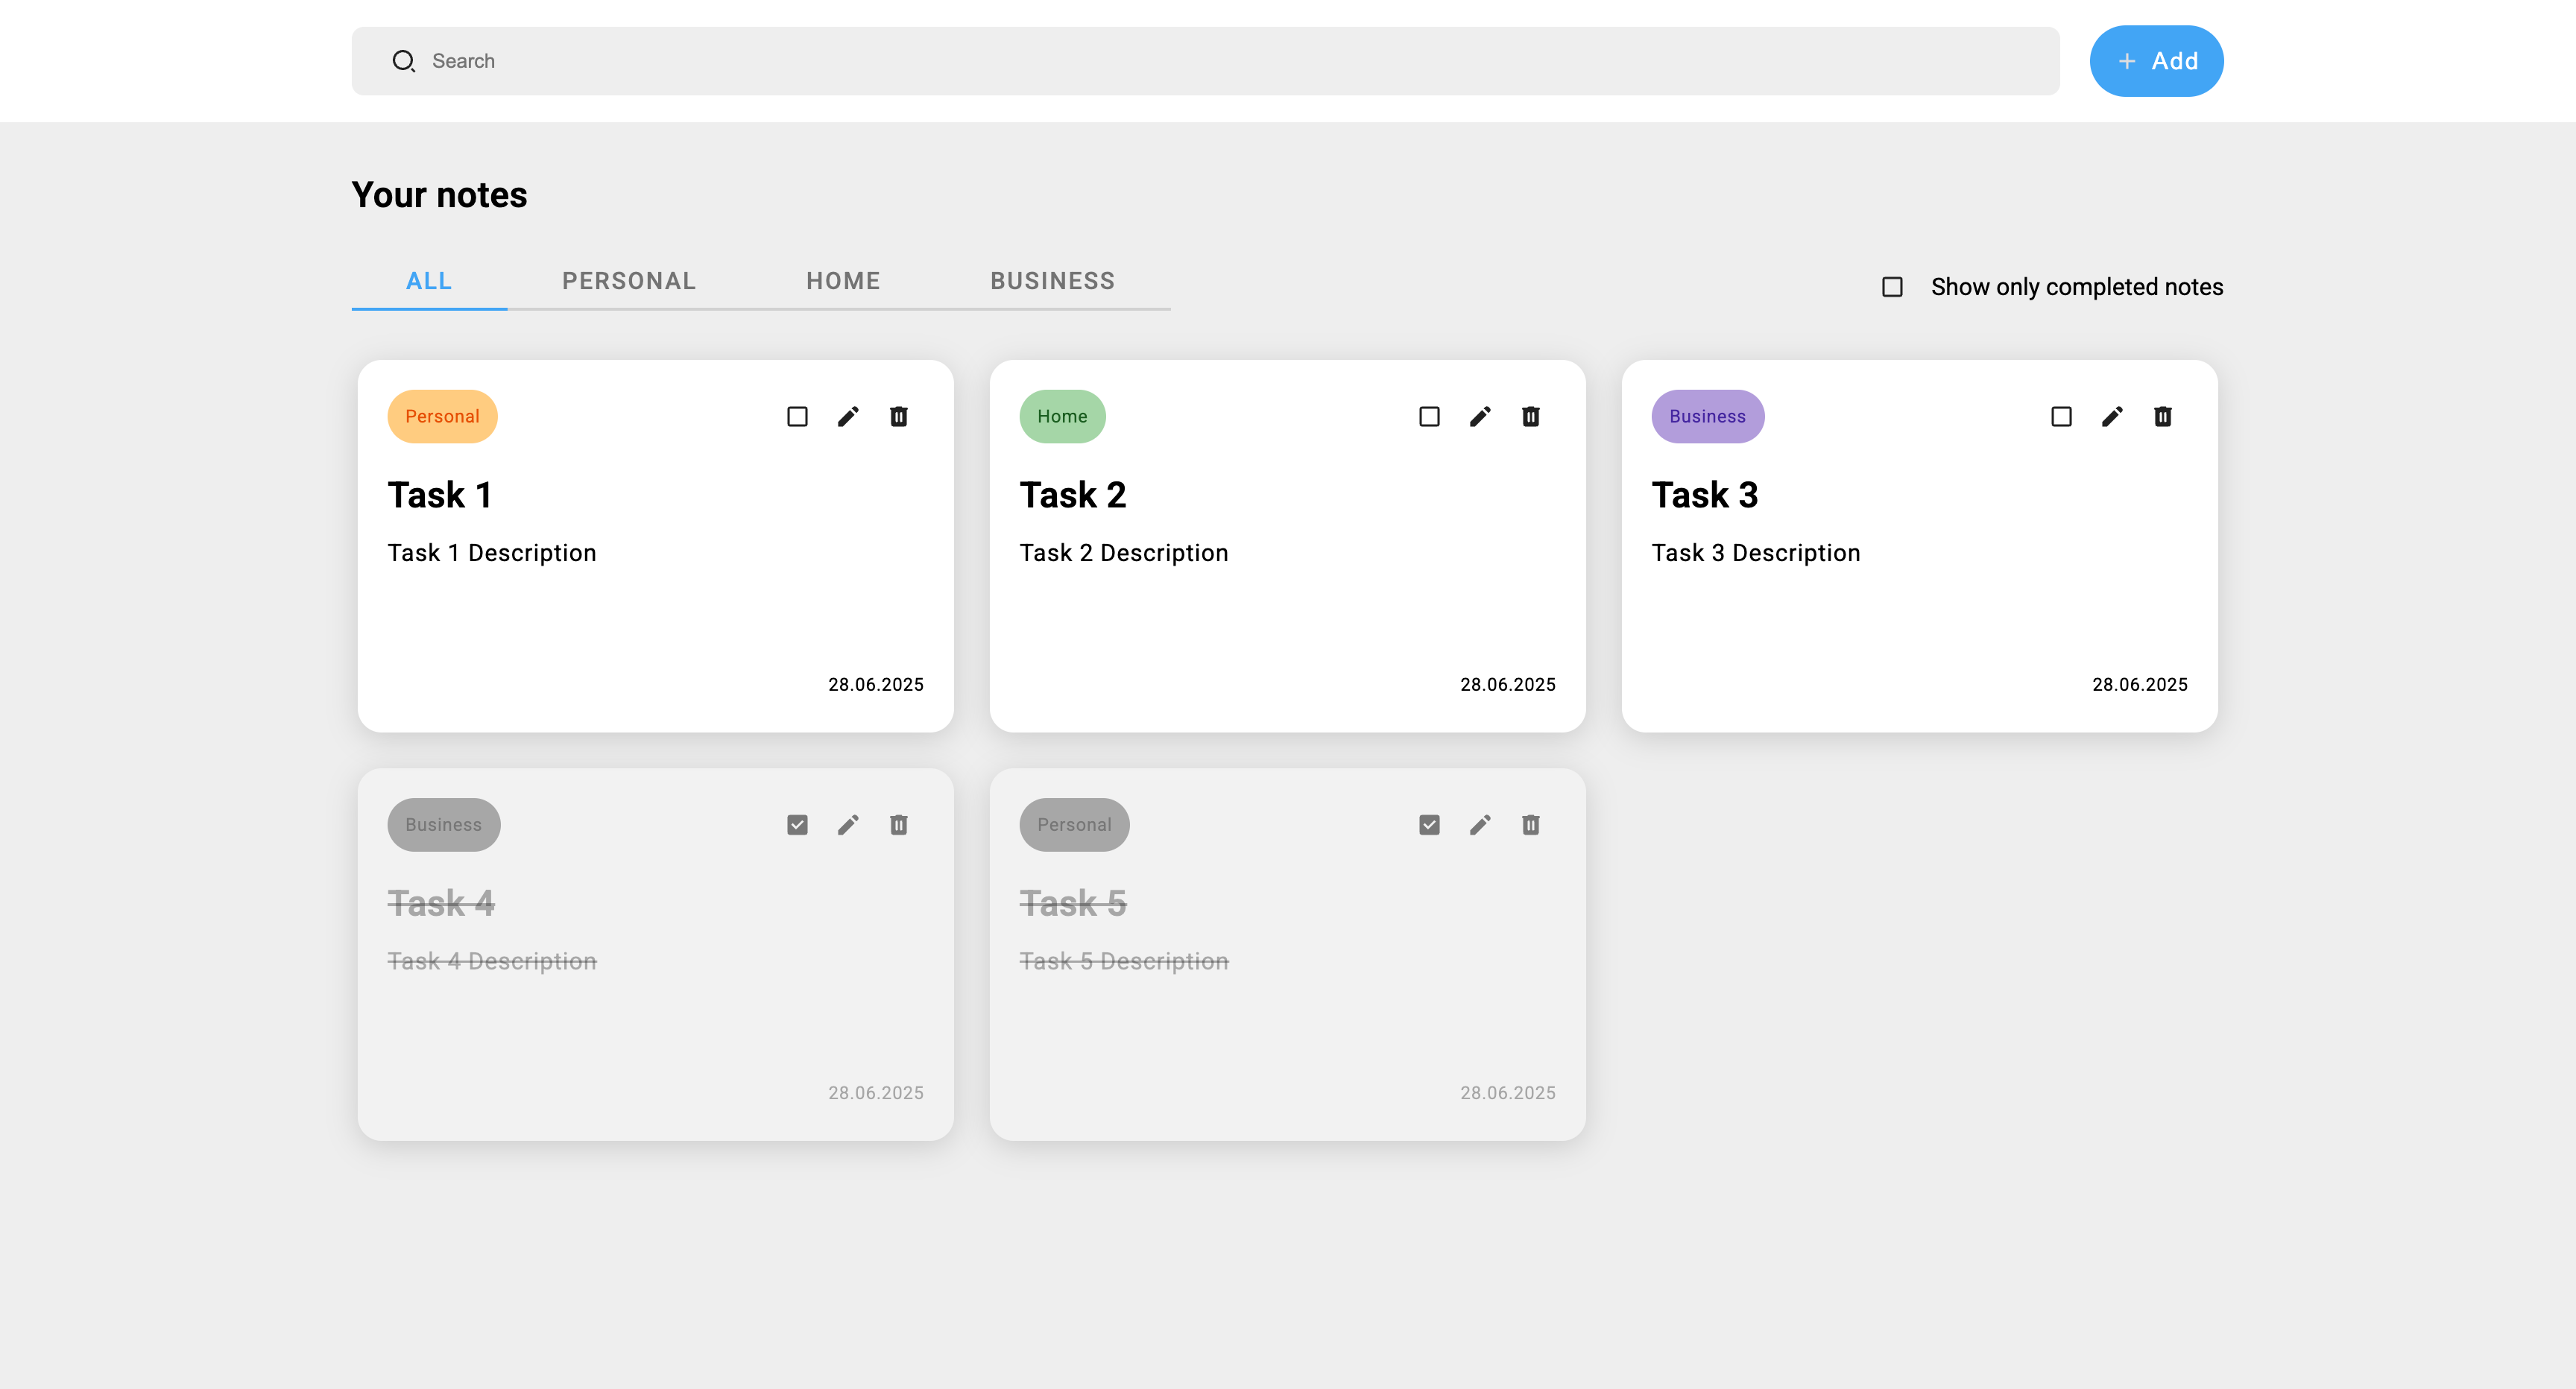 Search
Add
Your notes
ALL PERSONAL HOME BUSINESS
Show only completed notes
Personal
Task 1
Task 1 Description
28.06.2025
Home
Task 2
Task 2 Description
28.06.2025
Business
Task 3
Task 3 Description
28.06.2025
Business
Task 4
Task 4 Description
28.06.2025
Personal
Task 5
Task 5 Description
28.06.2025